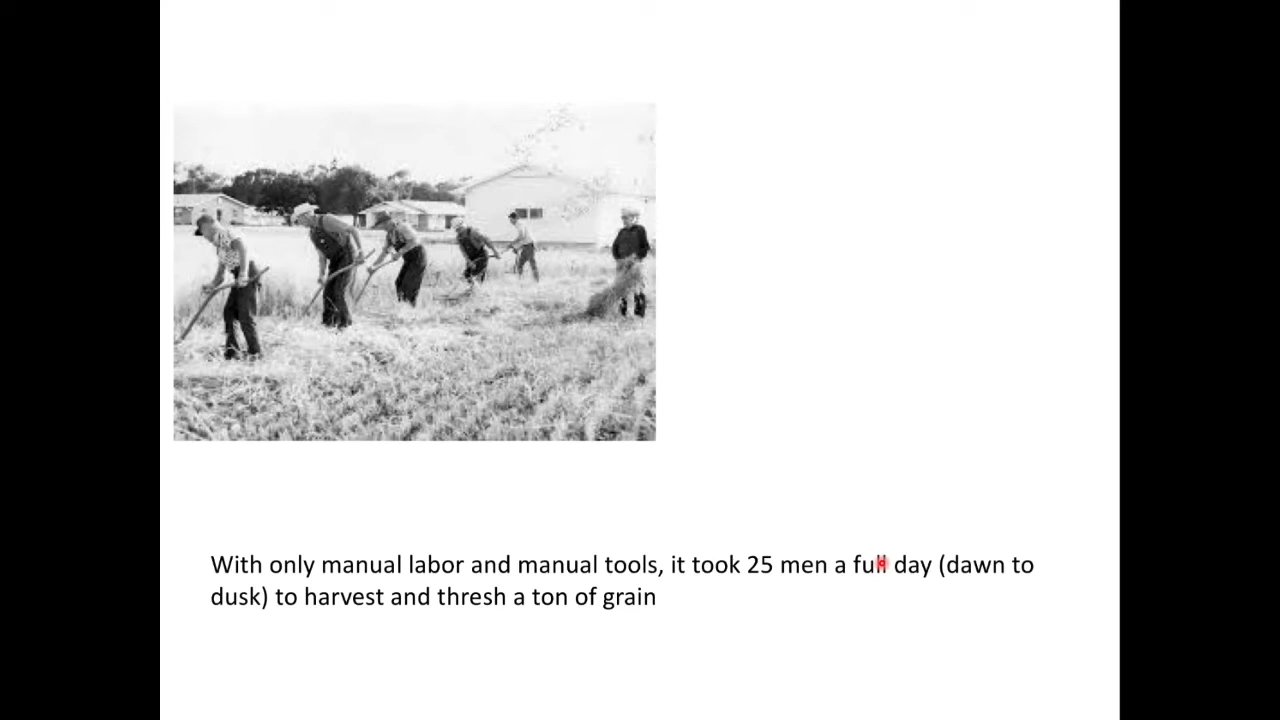 With only manual labor and manual tools, it took 25 men a full day (dawn to
dusk) to harvest and thresh a ton of grain